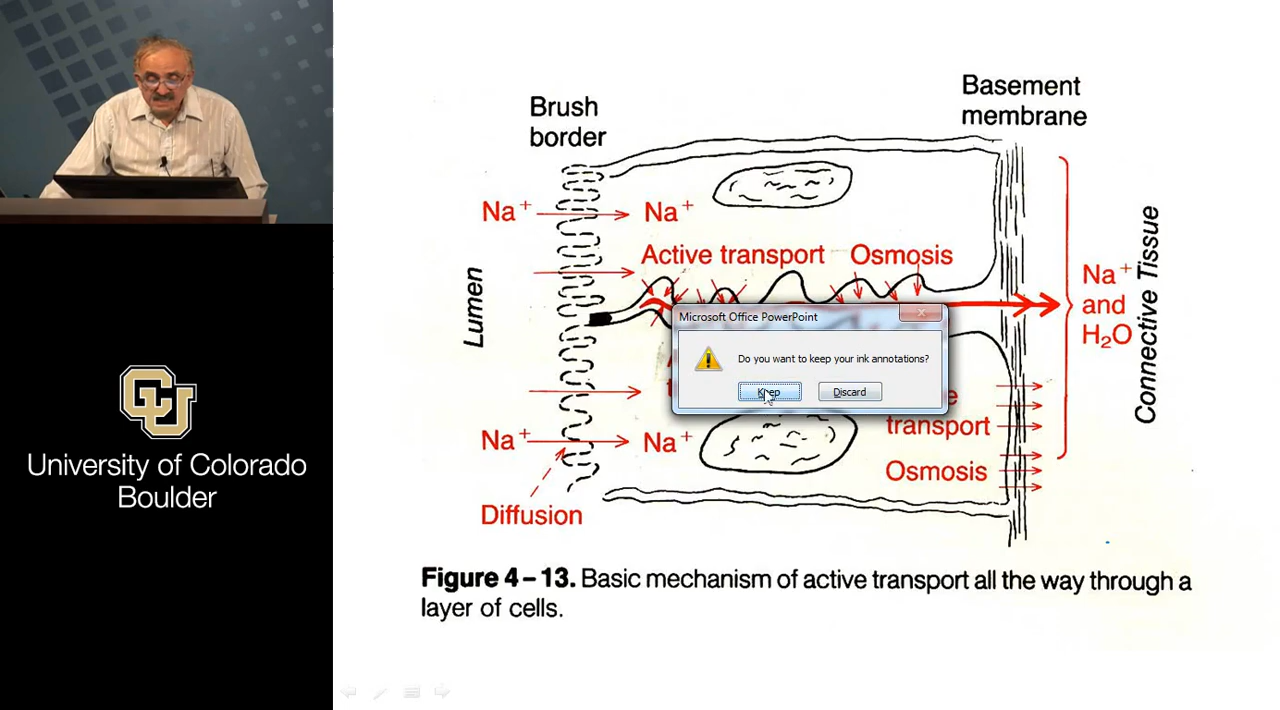 Basement
membrane
Brush
border
Na+
Na+
Active transport
Osmosis
Lumen
Na+
and
H2O
Connective Tissue
Microsoft Office PowerPoint
Do you want to keep your ink annotations?
Keep
Discard
transport
Na+
Na+
Osmosis
Diffusion
Figure 4–13. Basic mechanism of active transport all the way through a
layer of cells.
CU
University of Colorado
Boulder